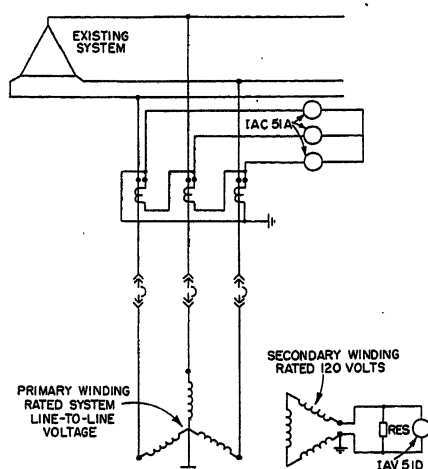 EXISTING
SYSTEM
IAC 51A
SECONDARY WINDING
RATED 120 VOLTS
PRIMARY WINDING
RATED SYSTEM
LINE-TO-LINE
VOLTAGE
RES
IAV 51D